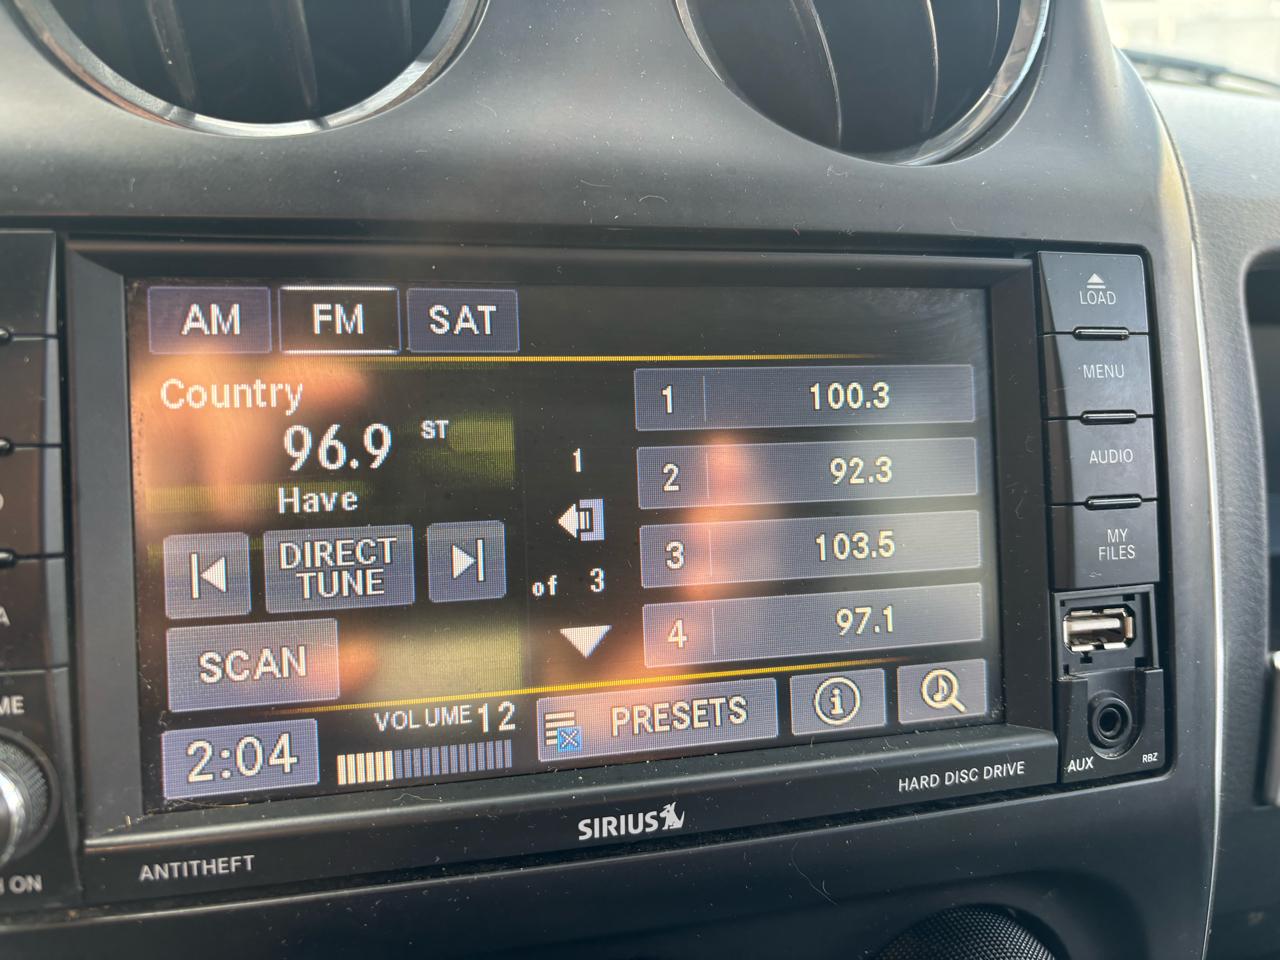 AM FM SAT
Country
96.9 ST
Have
DIRECT
TUNE
SCAN
2:04
VOLUME 12
1
of 3
1 100.3
2 92.3
3 103.5
4 97.1
PRESETS
i
LOAD
MENU
AUDIO
MY
FILES
AUX
RBZ
HARD DISC DRIVE
SIRIUS
ANTITHEFT
ON